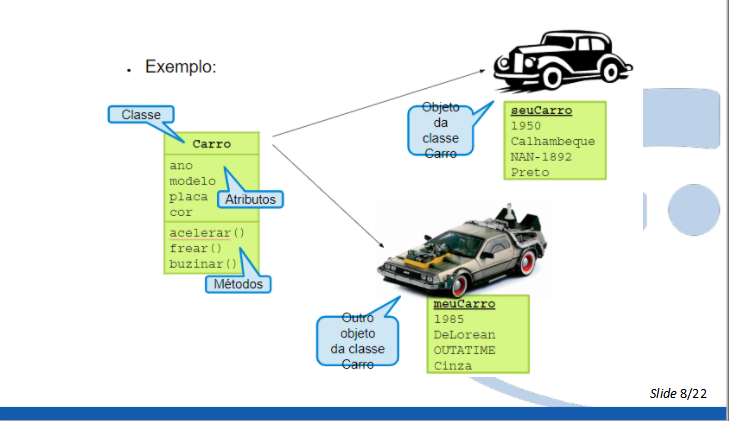 • Exemplo:
Classe
Carro
ano
modelo
placa
cor
Atributos
acelerar()
frear()
buzinar()
Métodos
Objeto
da
classe
Carro
seuCarro
1950
Calhambeque
NAN-1892
Preto
Outro
objeto
da classe
Carro
meuCarro
1985
DeLorean
OUTATIME
Cinza
Slide 8/22